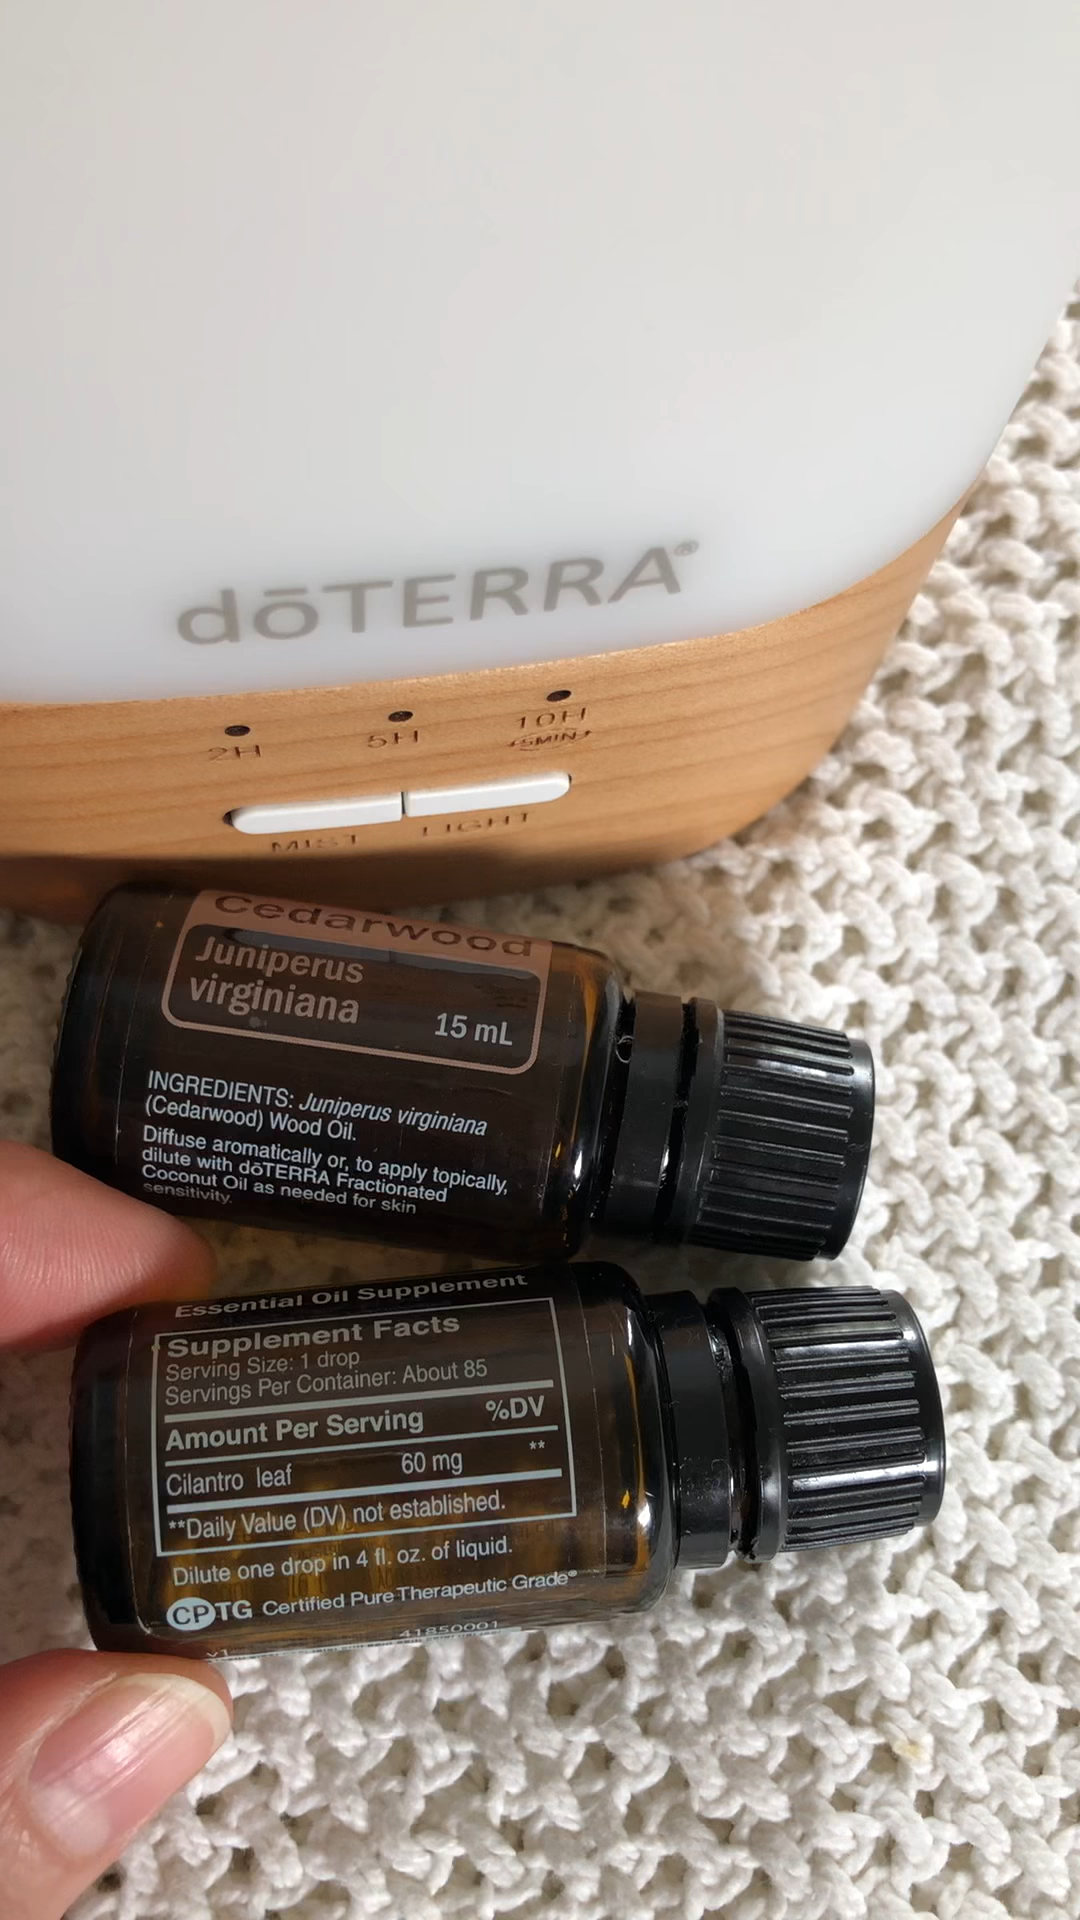 dōTERRA®
2H 5H 10H
5MIN
MIST LIGHT
Cedarwood
Juniperus
virginiana
15 mL
INGREDIENTS: Juniperus virginiana
(Cedarwood) Wood Oil.
Diffuse aromatically or, to apply topically,
dilute with dōTERRA Fractionated
Coconut Oil as needed for skin
sensitivity.
Essential Oil Supplement
Supplement Facts
Serving Size: 1 drop
Servings Per Container: About 85
Amount Per Serving %DV
Cilantro leaf 60 mg **
**Daily Value (DV) not established.
Dilute one drop in 4 fl. oz. of liquid.
CPTG Certified Pure Therapeutic Grade®
v1 41850001